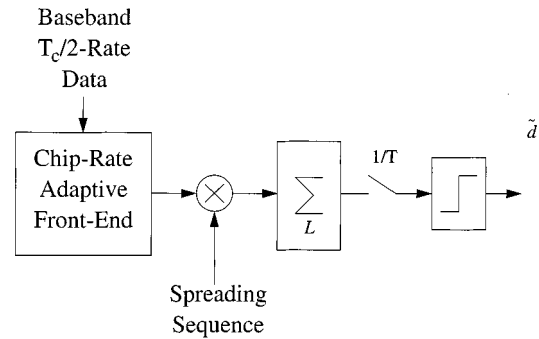 Baseband
T_c/2-Rate
Data
Chip-Rate
Adaptive
Front-End
Spreading
Sequence
∑
L
1/T
d̃